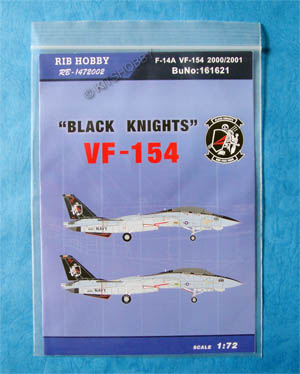 RIB HOBBY
RB-1472002
F-14A VF-154 2000/2001
BuNo:161621
"BLACK KNIGHTS"
VF-154
NAVY
NAVY
SCALE 1:72